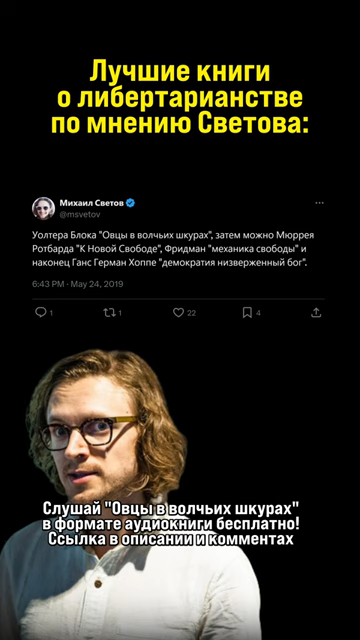 Лучшие книги
о либертарианстве
по мнению Светова:
Михаил Светов
@msvetov
Уолтера Блока "Овцы в волчьих шкурах", затем можно Мюррея
Ротбарда "К Новой Свободе", Фридман "механика свободы" и
наконец Ганс Герман Хоппе "демократия низверженный бог".
6:43 PM · May 24, 2019
1 1 22 4
Слушай "Овцы в волчьих шкурах"
в формате аудиокниги бесплатно!
Ссылка в описании и комментах